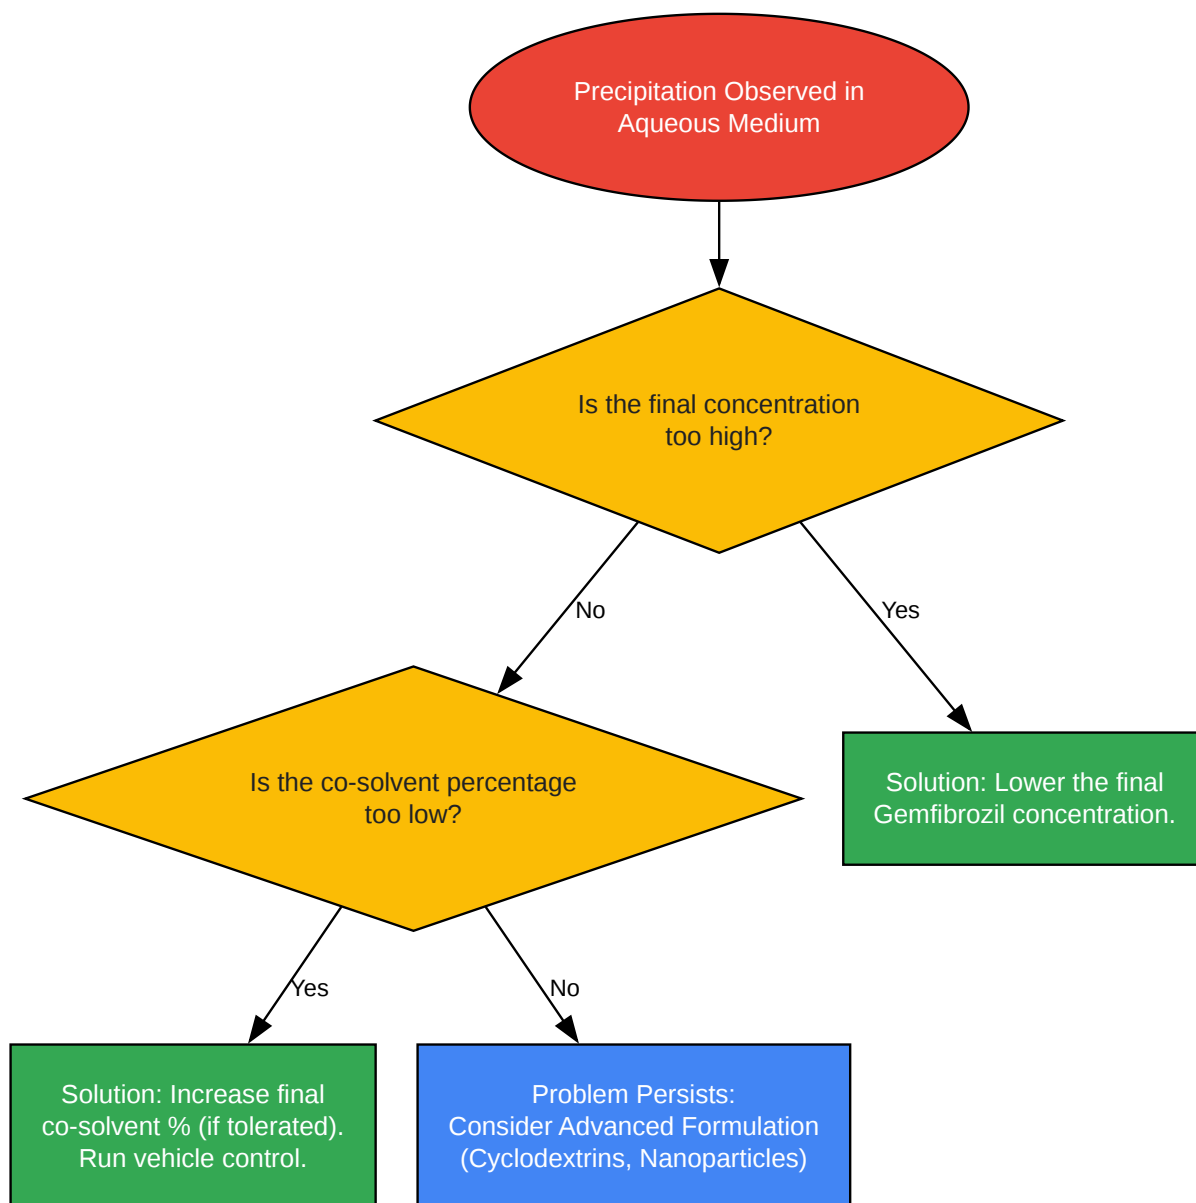 Precipitation Observed in
Aqueous Medium
Is the final concentration
too high?
No
Yes
Is the co-solvent percentage
too low?
Solution: Lower the final
Gemfibrozil concentration.
Yes
No
Solution: Increase final
co-solvent % (if tolerated).
Run vehicle control.
Problem Persists:
Consider Advanced Formulation
(Cyclodextrins, Nanoparticles)